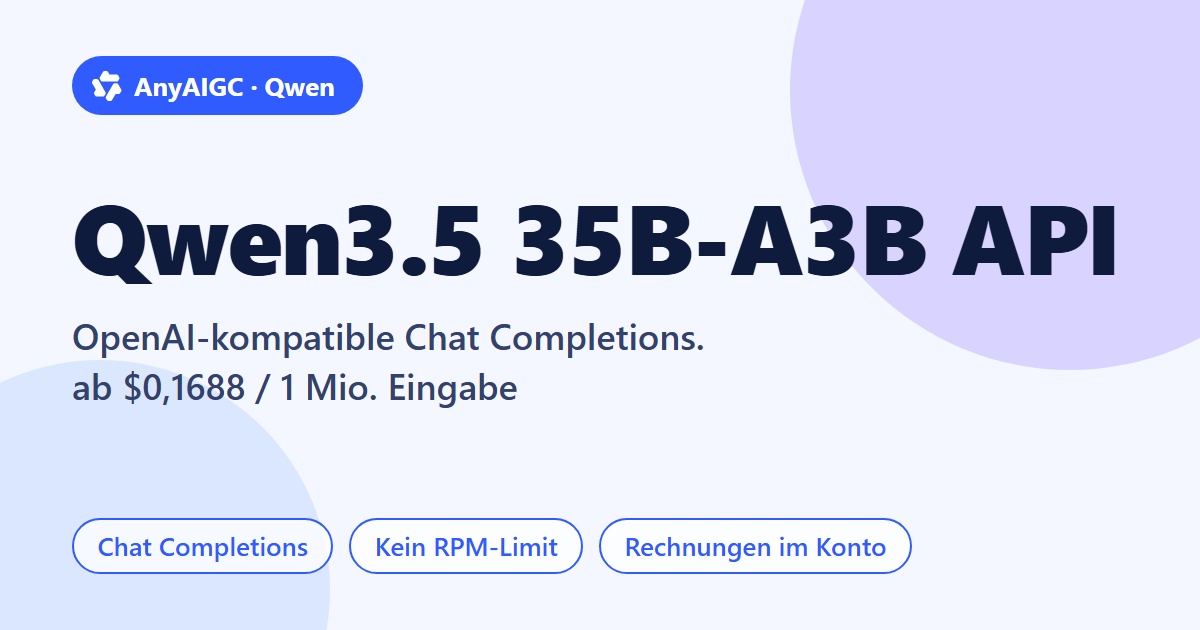 AnyAIGC · Qwen
Qwen3.5 35B-A3B API
OpenAI-kompatible Chat Completions.
ab $0,1688 / 1 Mio. Eingabe
Chat Completions
Kein RPM-Limit
Rechnungen im Konto